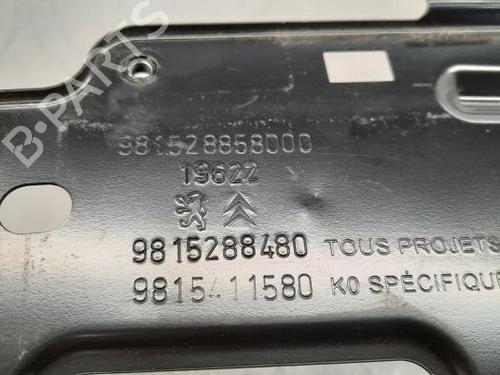 981528858000
19622
9815288480 TOUS PROJETS
9815411580 K0 SPÉCIFIQUE
B-PARTS